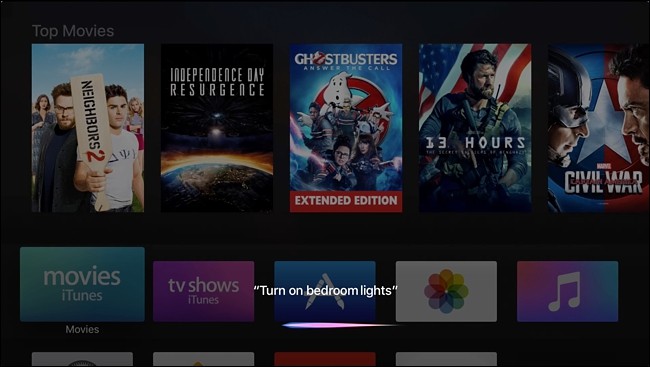 Top Movies
NEIGHBORS 2
INDEPENDENCE DAY
RESURGENCE
GHOSTBUSTERS
ANSWER THE CALL
EXTENDED EDITION
13 HOURS
THE SECRET SOLDIERS OF BENGHAZI
MARVEL
CIVIL WAR
movies
iTunes
tv shows
iTunes
“Turn on bedroom lights”
Movies